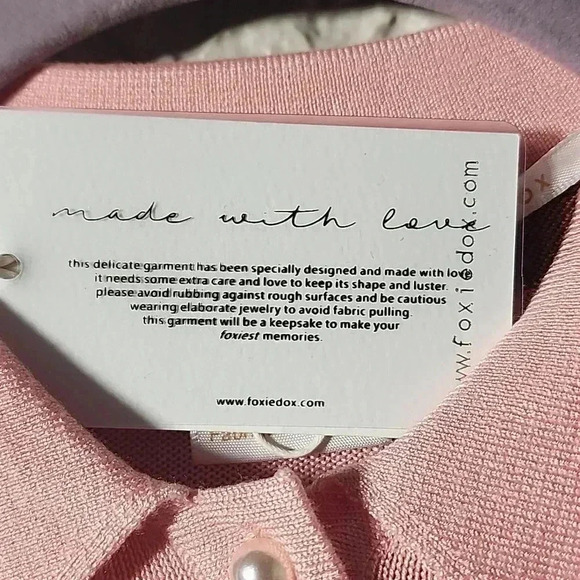 made with love
this delicate garment has been specially designed and made with love
it needs some extra care and love to keep its shape and luster.
please avoid rubbing against rough surfaces and be cautious
wearing elaborate jewelry to avoid fabric pulling.
this garment will be a keepsake to make your
foxiest memories.
www.foxiedox.com
w.foxiedox.com
ox